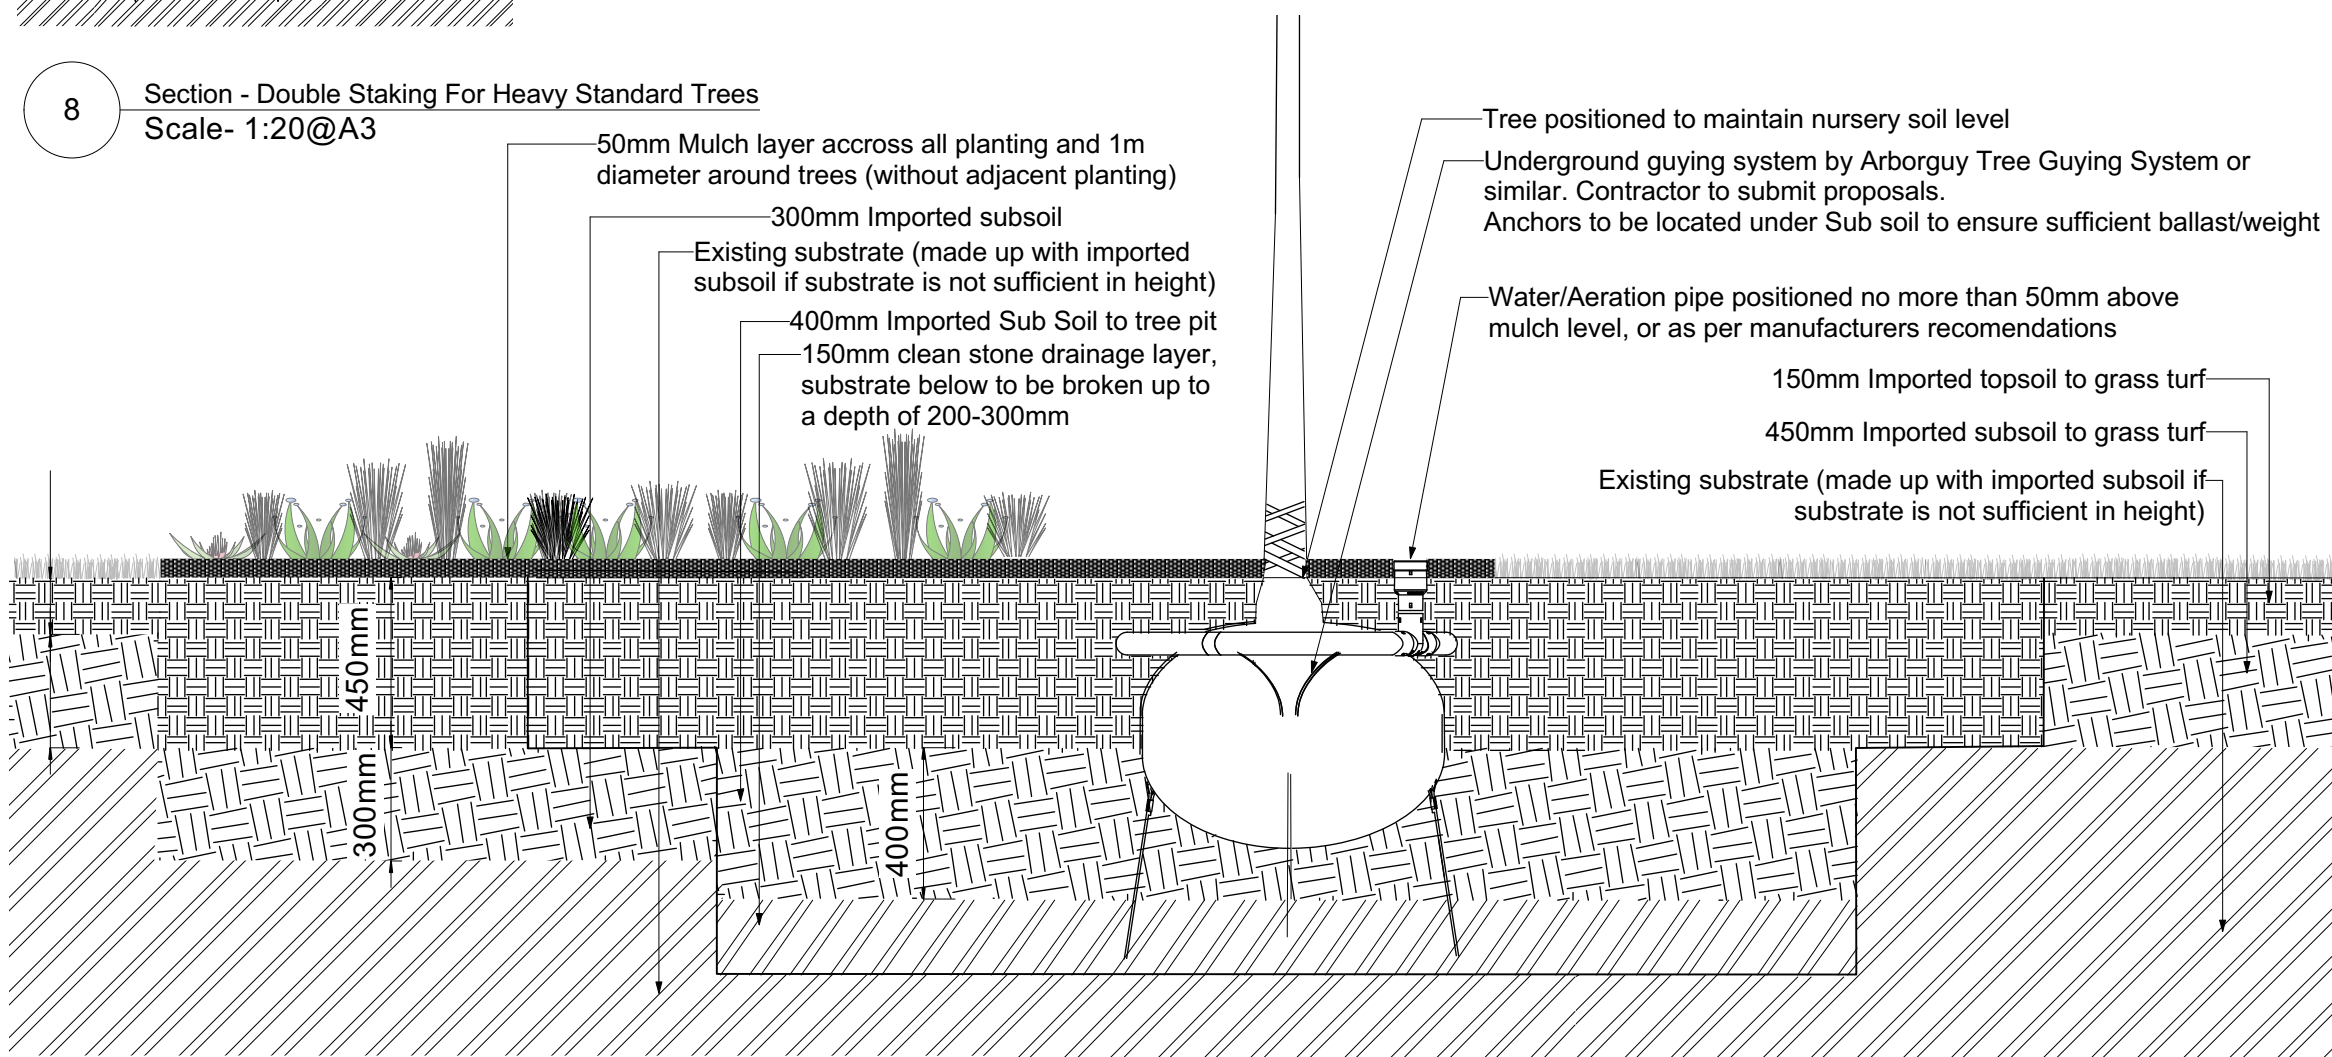 8
Section - Double Staking For Heavy Standard Trees
Scale- 1:20@A3
50mm Mulch layer accross all planting and 1m
diameter around trees (without adjacent planting)
300mm Imported subsoil
Existing substrate (made up with imported
subsoil if substrate is not sufficient in height)
400mm Imported Sub Soil to tree pit
150mm clean stone drainage layer,
substrate below to be broken up to
a depth of 200-300mm
Tree positioned to maintain nursery soil level
Underground guying system by Arborguy Tree Guying System or
similar. Contractor to submit proposals.
Anchors to be located under Sub soil to ensure sufficient ballast/weight
Water/Aeration pipe positioned no more than 50mm above
mulch level, or as per manufacturers recomendations
150mm Imported topsoil to grass turf
450mm Imported subsoil to grass turf
Existing substrate (made up with imported subsoil if
substrate is not sufficient in height)
450mm
300mm
400mm